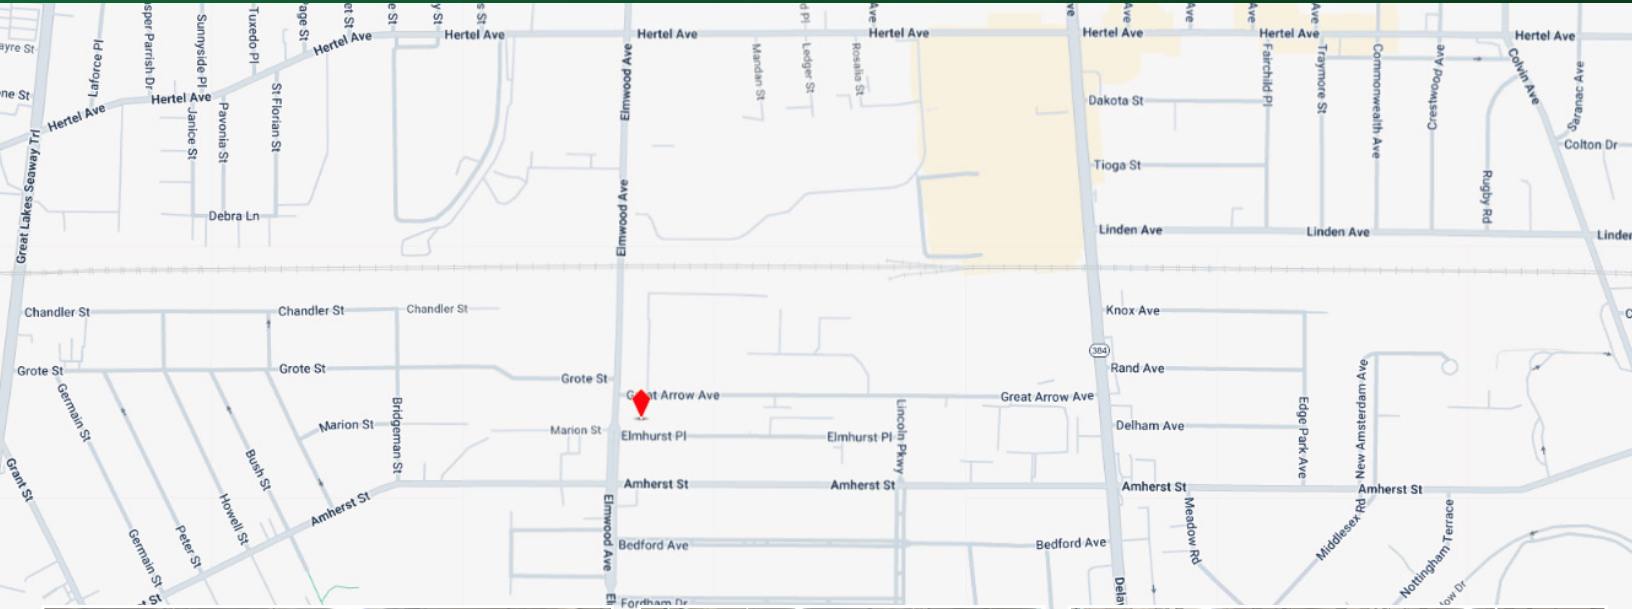 Hertel Ave
Hertel Ave
Hertel Ave
Hertel Ave
Hertel Ave
Hertel Ave
Hertel Ave
Hertel Ave
Hertel Ave
Laforce Pl
Sunnyside Pl
Tuxedo Pl
Janice St
Pavonia St
St Florian St
Debra Ln
Great Lakes Seaway Trl
Elmwood Ave
Elmwood Ave
Mandan St
Ledger St
Rosalia St
Dakota St
Tioga St
Fairchild Pl
Traymore St
Commonwealth Ave
Crestwood Ave
Colvin Ave
Saranac Ave
Colton Dr
Rugby Rd
Linden Ave
Linden Ave
Chandler St
Chandler St
Chandler St
Knox Ave
384
Grote St
Grote St
Grote St
Rand Ave
Great Arrow Ave
Great Arrow Ave
Germain St
Marion St
Bridgeman St
Marion St
Elmhurst Pl
Elmhurst Pl
Lincoln Pkwy
Delham Ave
Edge Park Ave
New Amsterdam Ave
Grant St
Bush St
Howell St
Amherst St
Amherst St
Amherst St
Amherst St
Amherst St
Peter St
Germain St
Elmwood Ave
Bedford Ave
Bedford Ave
Meadow Rd
Middlesex Rd
Nottingham Terrace
Fordham Dr